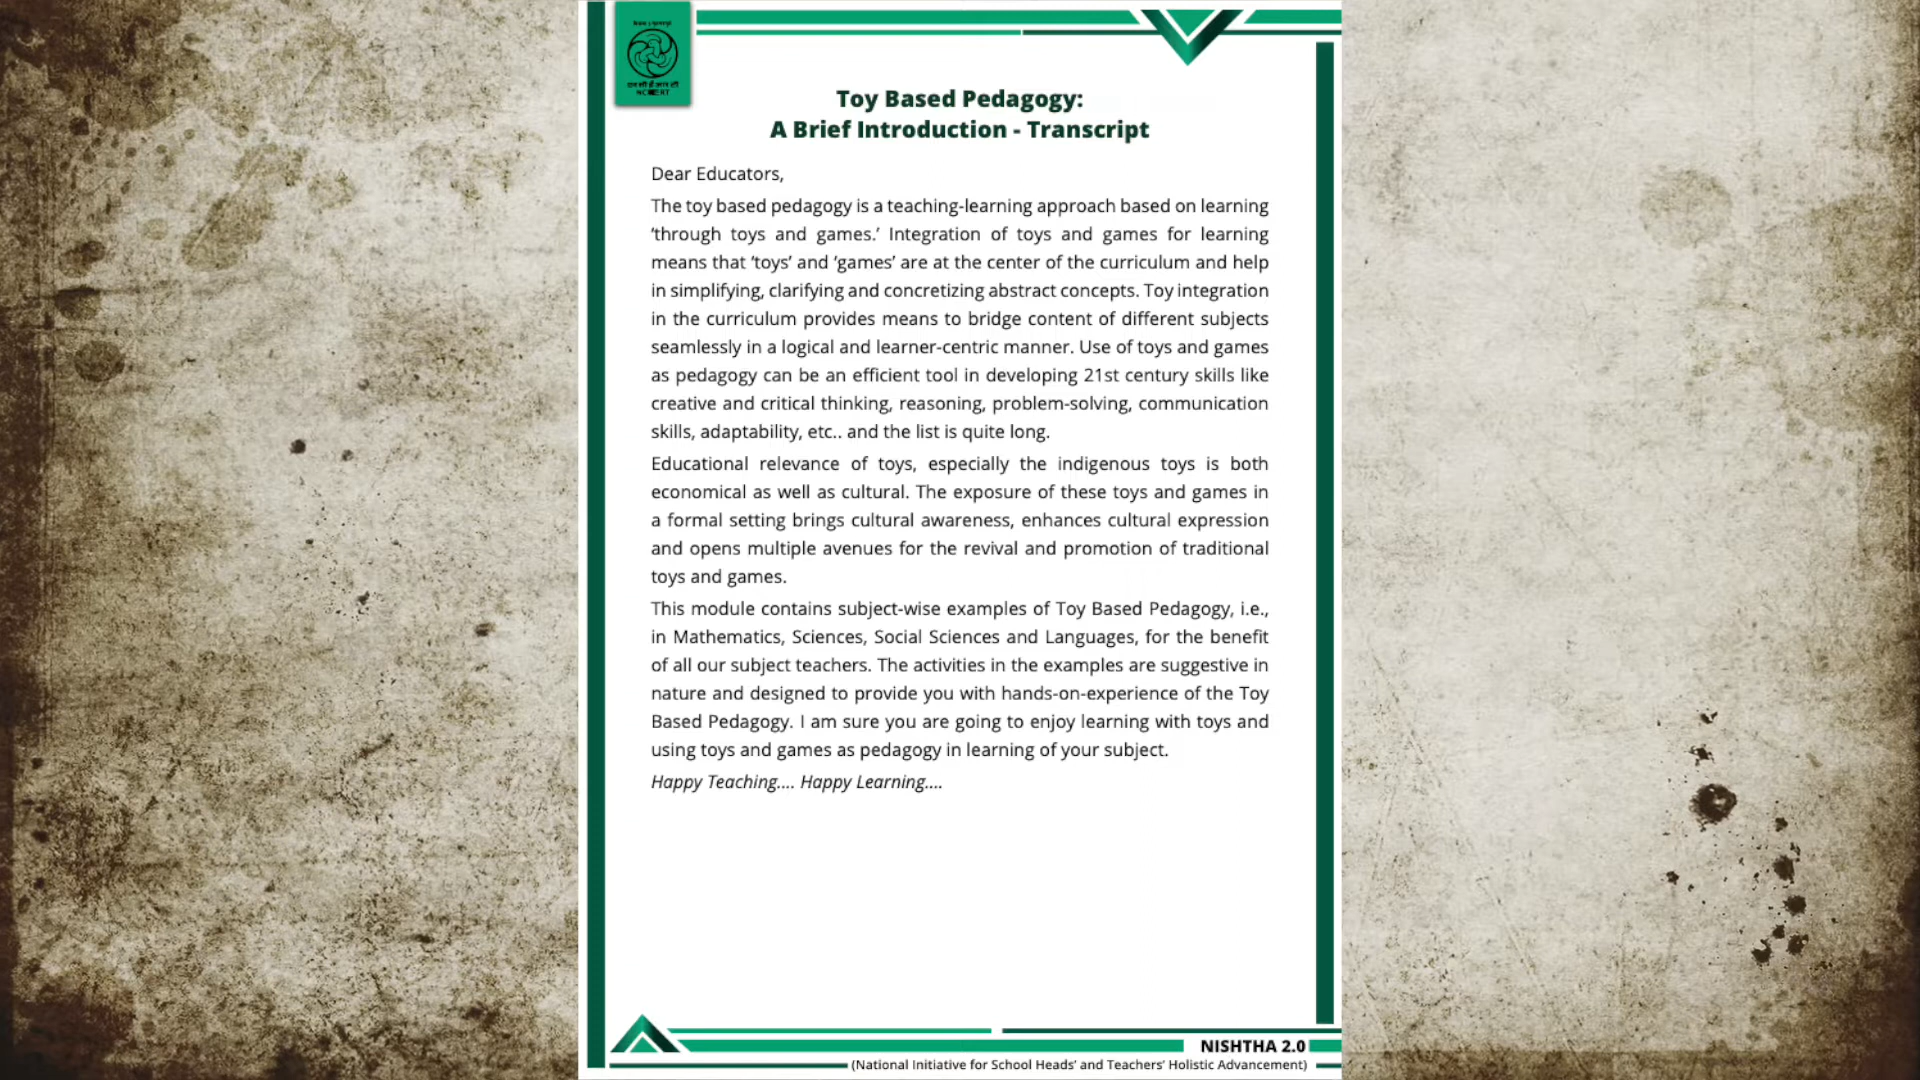 NCERT
Toy Based Pedagogy:
A Brief Introduction - Transcript
Dear Educators,
The toy based pedagogy is a teaching-learning approach based on learning
‘through toys and games.’ Integration of toys and games for learning
means that ‘toys’ and ‘games’ are at the center of the curriculum and help
in simplifying, clarifying and concretizing abstract concepts. Toy integration
in the curriculum provides means to bridge content of different subjects
seamlessly in a logical and learner-centric manner. Use of toys and games
as pedagogy can be an efficient tool in developing 21st century skills like
creative and critical thinking, reasoning, problem-solving, communication
skills, adaptability, etc.. and the list is quite long.
Educational relevance of toys, especially the indigenous toys is both
economical as well as cultural. The exposure of these toys and games in
a formal setting brings cultural awareness, enhances cultural expression
and opens multiple avenues for the revival and promotion of traditional
toys and games.
This module contains subject-wise examples of Toy Based Pedagogy, i.e.,
in Mathematics, Sciences, Social Sciences and Languages, for the benefit
of all our subject teachers. The activities in the examples are suggestive in
nature and designed to provide you with hands-on-experience of the Toy
Based Pedagogy. I am sure you are going to enjoy learning with toys and
using toys and games as pedagogy in learning of your subject.
Happy Teaching.... Happy Learning....
NISHTHA 2.0
(National Initiative for School Heads’ and Teachers’ Holistic Advancement)